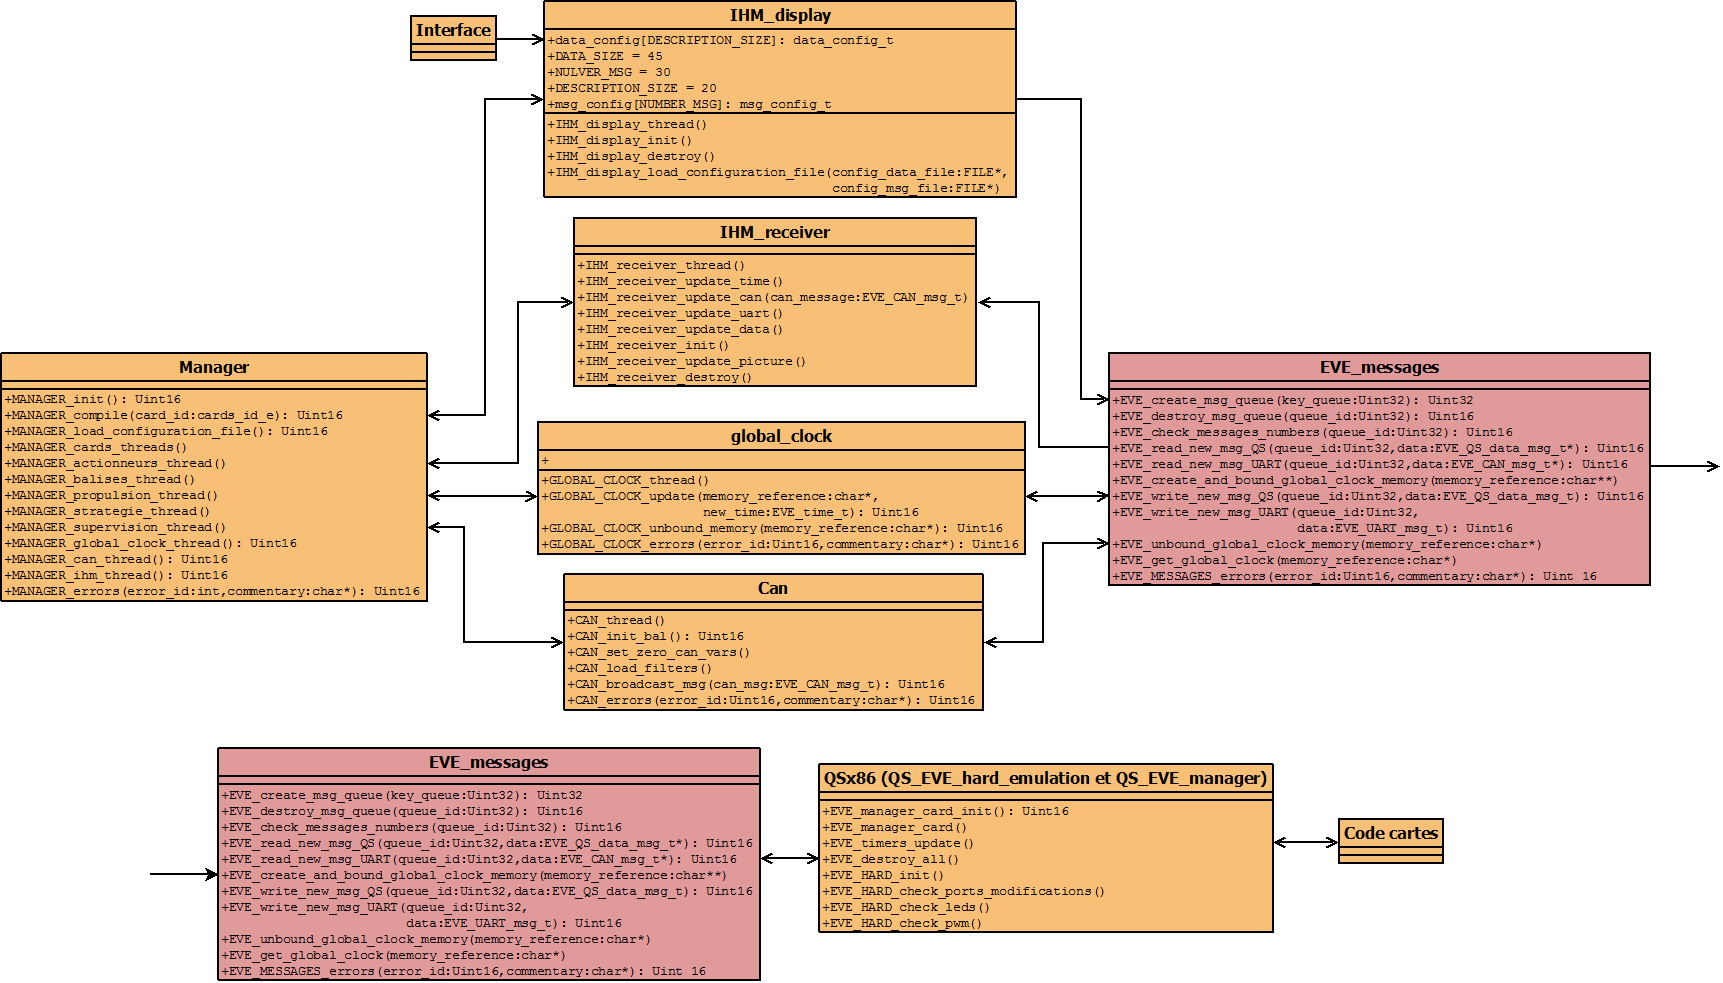 Interface
IHM_display
+data_config[DESCRIPTION_SIZE]: data_config_t
+DATA_SIZE = 45
+NULVER_MSG = 30
+DESCRIPTION_SIZE = 20
+msg_config[NUMBER_MSG]: msg_config_t
+IHM_display_thread()
+IHM_display_init()
+IHM_display_destroy()
+IHM_display_load_configuration_file(config_data_file:FILE*,
config_msg_file:FILE*)
IHM_receiver
+IHM_receiver_thread()
+IHM_receiver_update_time()
+IHM_receiver_update_can(can_message:EVE_CAN_msg_t)
+IHM_receiver_update_uart()
+IHM_receiver_update_data()
+IHM_receiver_init()
+IHM_receiver_update_picture()
+IHM_receiver_destroy()
Manager
+MANAGER_init(): Uint16
+MANAGER_compile(card_id:cards_id_e): Uint16
+MANAGER_load_configuration_file(): Uint16
+MANAGER_cards_threads()
+MANAGER_actionneurs_thread()
+MANAGER_balises_thread()
+MANAGER_propulsion_thread()
+MANAGER_strategie_thread()
+MANAGER_supervision_thread()
+MANAGER_global_clock_thread(): Uint16
+MANAGER_can_thread(): Uint16
+MANAGER_ihm_thread(): Uint16
+MANAGER_errors(error_id:int,commentary:char*): Uint16
global_clock
+
+GLOBAL_CLOCK_thread()
+GLOBAL_CLOCK_update(memory_reference:char*,
new_time:EVE_time_t): Uint16
+GLOBAL_CLOCK_unbound_memory(memory_reference:char*): Uint16
+GLOBAL_CLOCK_errors(error_id:Uint16,commentary:char*): Uint16
Can
+CAN_thread()
+CAN_init_bal(): Uint16
+CAN_set_zero_can_vars()
+CAN_load_filters()
+CAN_broadcast_msg(can_msg:EVE_CAN_msg_t): Uint16
+CAN_errors(error_id:Uint16,commentary:char*): Uint16
EVE_messages
+EVE_create_msg_queue(key_queue:Uint32): Uint32
+EVE_destroy_msg_queue(queue_id:Uint32): Uint16
+EVE_check_messages_numbers(queue_id:Uint32): Uint16
+EVE_read_new_msg_QS(queue_id:Uint32,data:EVE_QS_data_msg_t*): Uint16
+EVE_read_new_msg_UART(queue_id:Uint32,data:EVE_CAN_msg_t*): Uint16
+EVE_create_and_bound_global_clock_memory(memory_reference:char**)
+EVE_write_new_msg_QS(queue_id:Uint32,data:EVE_QS_data_msg_t): Uint16
+EVE_write_new_msg_UART(queue_id:Uint32,
data:EVE_UART_msg_t): Uint16
+EVE_unbound_global_clock_memory(memory_reference:char*)
+EVE_get_global_clock(memory_reference:char*)
+EVE_MESSAGES_errors(error_id:Uint16,commentary:char*): Uint 16
EVE_messages
+EVE_create_msg_queue(key_queue:Uint32): Uint32
+EVE_destroy_msg_queue(queue_id:Uint32): Uint16
+EVE_check_messages_numbers(queue_id:Uint32): Uint16
+EVE_read_new_msg_QS(queue_id:Uint32,data:EVE_QS_data_msg_t*): Uint16
+EVE_read_new_msg_UART(queue_id:Uint32,data:EVE_CAN_msg_t*): Uint16
+EVE_create_and_bound_global_clock_memory(memory_reference:char**)
+EVE_write_new_msg_QS(queue_id:Uint32,data:EVE_QS_data_msg_t): Uint16
+EVE_write_new_msg_UART(queue_id:Uint32,
data:EVE_UART_msg_t): Uint16
+EVE_unbound_global_clock_memory(memory_reference:char*)
+EVE_get_global_clock(memory_reference:char*)
+EVE_MESSAGES_errors(error_id:Uint16,commentary:char*): Uint 16
QSx86 (QS_EVE_hard_emulation et QS_EVE_manager)
+EVE_manager_card_init(): Uint16
+EVE_manager_card()
+EVE_timers_update()
+EVE_destroy_all()
+EVE_HARD_init()
+EVE_HARD_check_ports_modifications()
+EVE_HARD_check_leds()
+EVE_HARD_check_pwm()
Code cartes